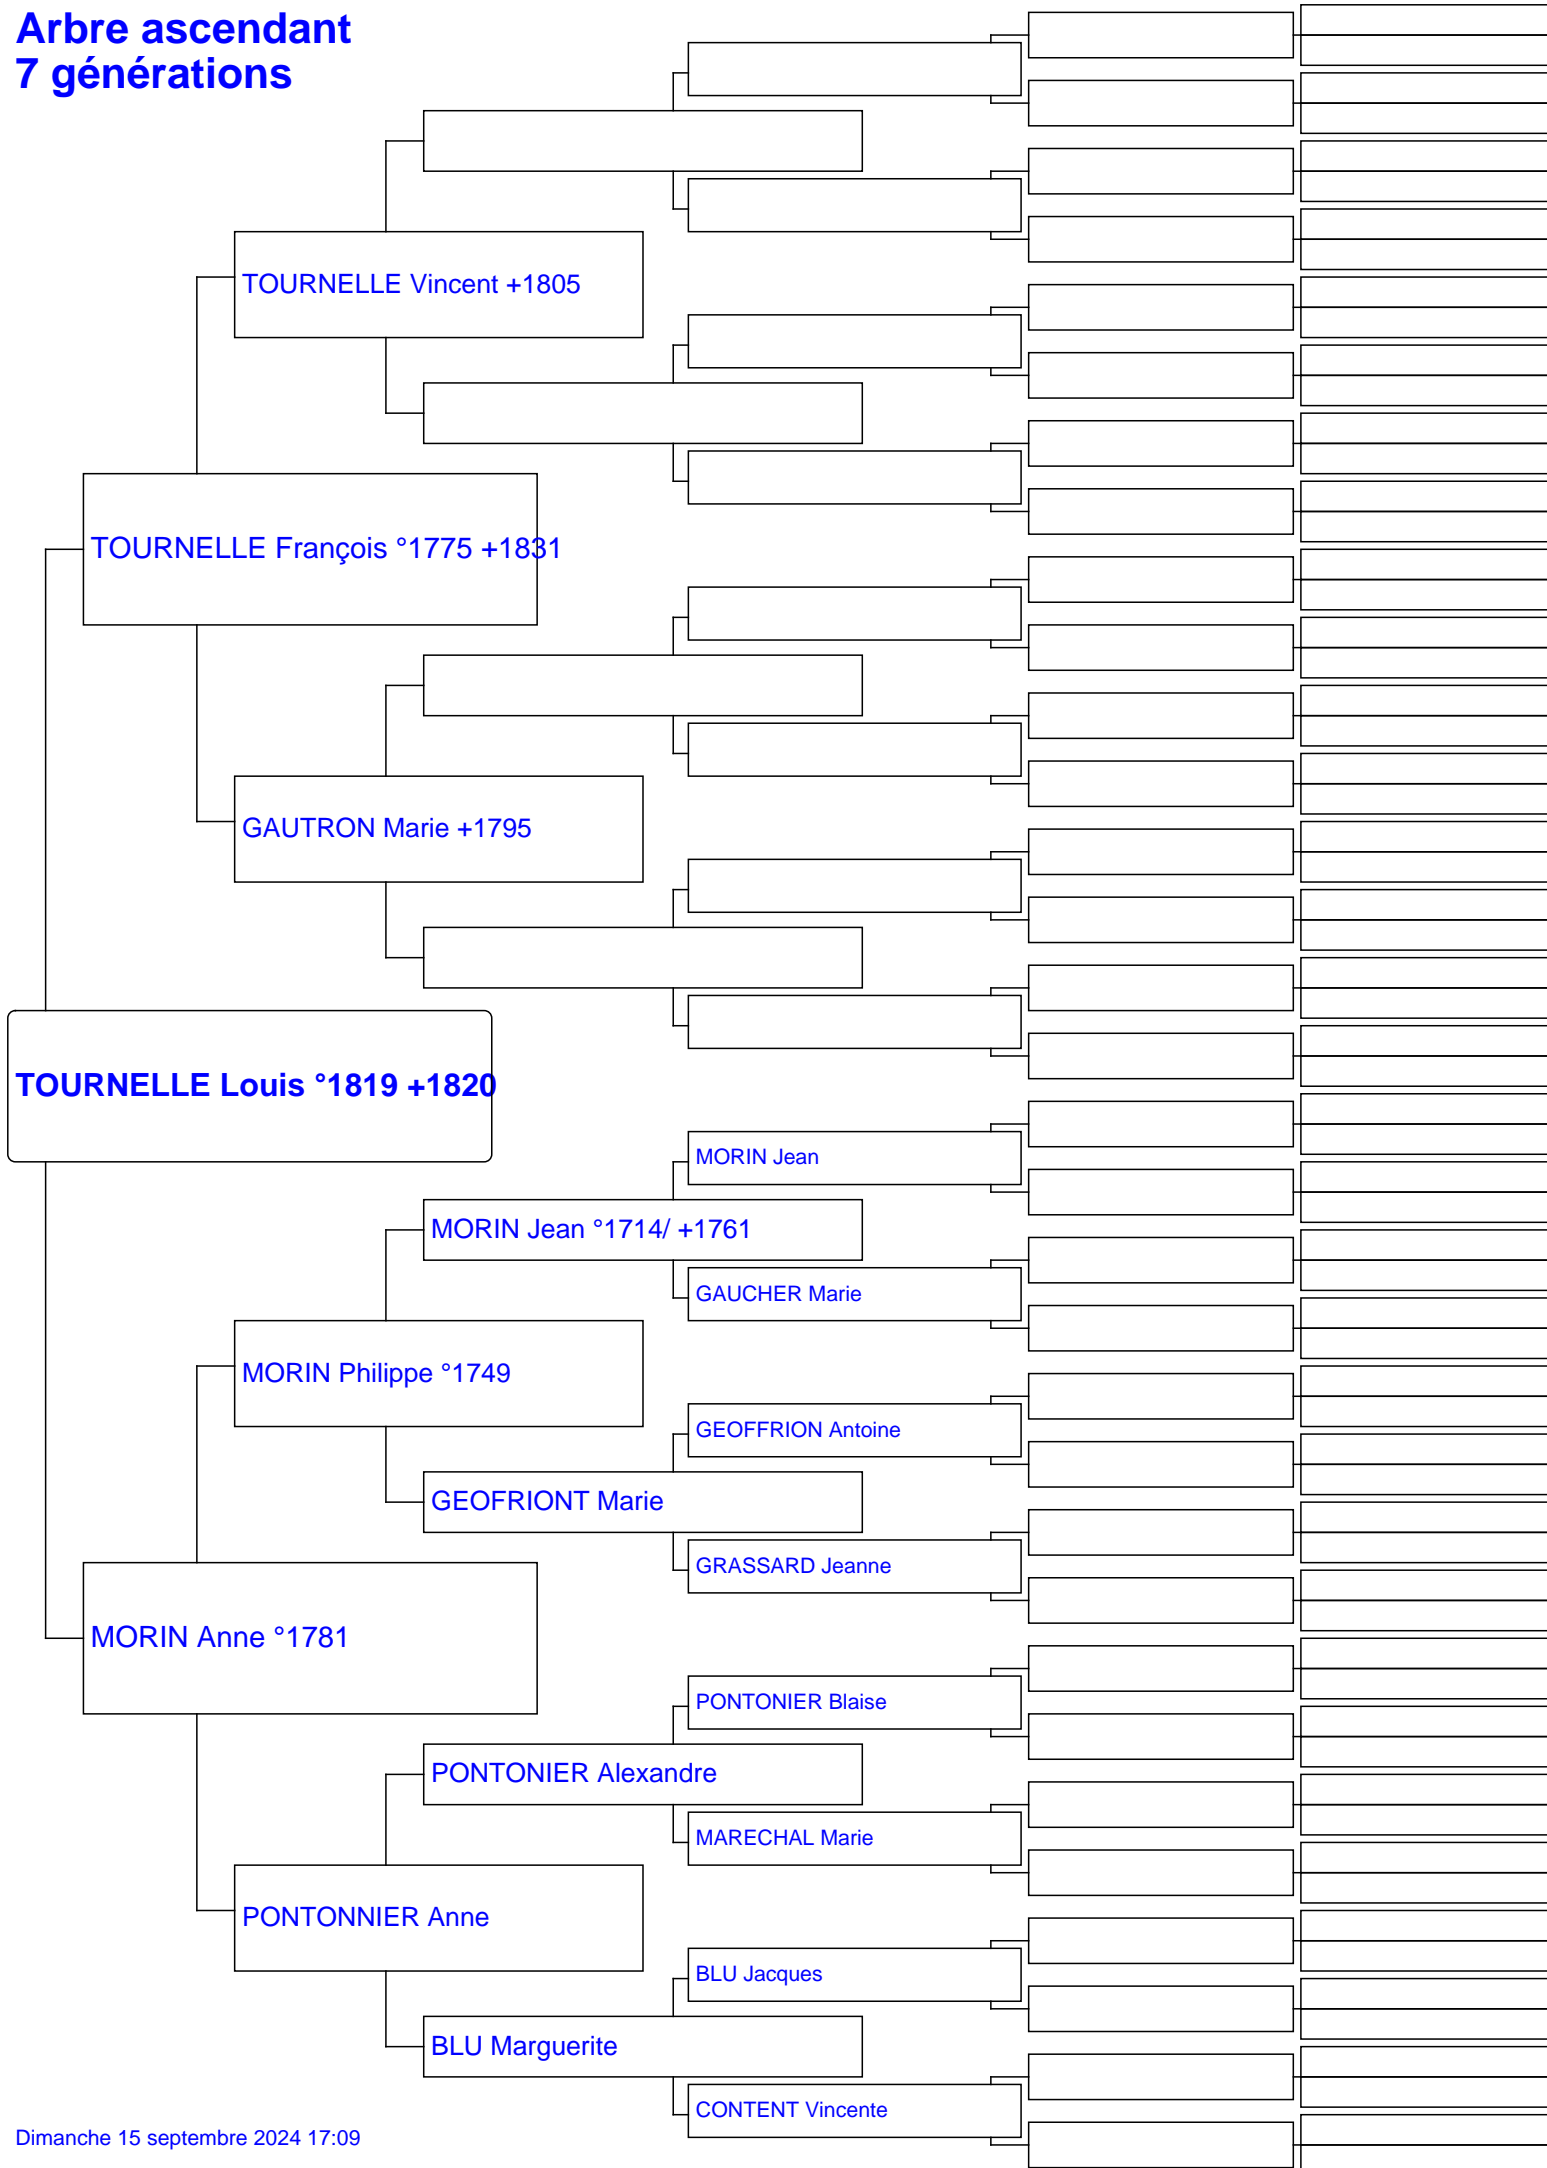 Arbre ascendant
7 générations
TOURNELLE Vincent +1805
TOURNELLE François °1775 +1831
GAUTRON Marie +1795
TOURNELLE Louis °1819 +1820
MORIN Jean
MORIN Jean °1714/ +1761
GAUCHER Marie
MORIN Philippe °1749
GEOFFRION Antoine
GEOFRIONT Marie
GRASSARD Jeanne
MORIN Anne °1781
PONTONIER Blaise
PONTONIER Alexandre
MARECHAL Marie
PONTONNIER Anne
BLU Jacques
BLU Marguerite
CONTENT Vincente
Dimanche 15 septembre 2024 17:09